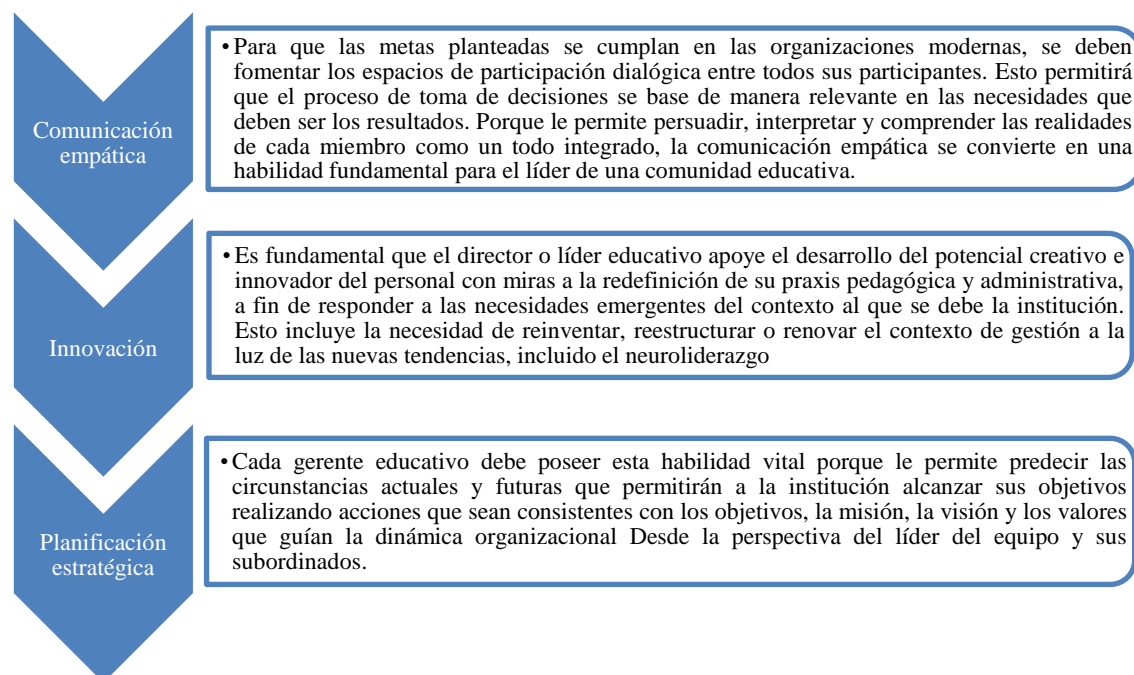 Comunicación
empática
•Para que las metas planteadas se cumplan en las organizaciones modernas, se deben
fomentar los espacios de participación dialógica entre todos sus participantes. Esto permitirá
que el proceso de toma de decisiones se base de manera relevante en las necesidades que
deben ser los resultados. Porque le permite persuadir, interpretar y comprender las realidades
de cada miembro como un todo integrado, la comunicación empática se convierte en una
habilidad fundamental para el líder de una comunidad educativa.
Innovación
•Es fundamental que el director o líder educativo apoye el desarrollo del potencial creativo e
innovador del personal con miras a la redefinición de su praxis pedagógica y administrativa,
a fin de responder a las necesidades emergentes del contexto al que se debe la institución.
Esto incluye la necesidad de reinventar, reestructurar o renovar el contexto de gestión a la
luz de las nuevas tendencias, incluido el neuroliderazgo
Planificación
estratégica
•Cada gerente educativo debe poseer esta habilidad vital porque le permite predecir las
circunstancias actuales y futuras que permitirán a la institución alcanzar sus objetivos
realizando acciones que sean consistentes con los objetivos, la misión, la visión y los valores
que guían la dinámica organizacional Desde la perspectiva del líder del equipo y sus
subordinados.